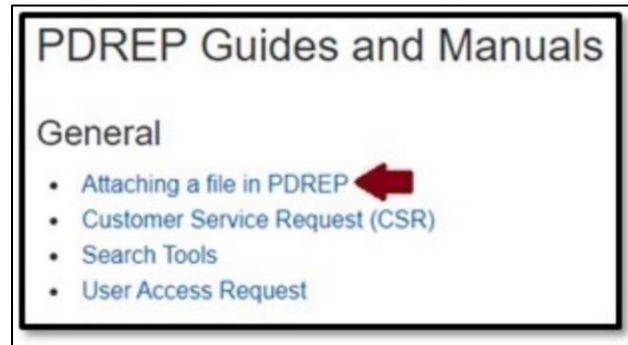 PDREP Guides and Manuals
General
• Attaching a file in PDREP
• Customer Service Request (CSR)
• Search Tools
• User Access Request